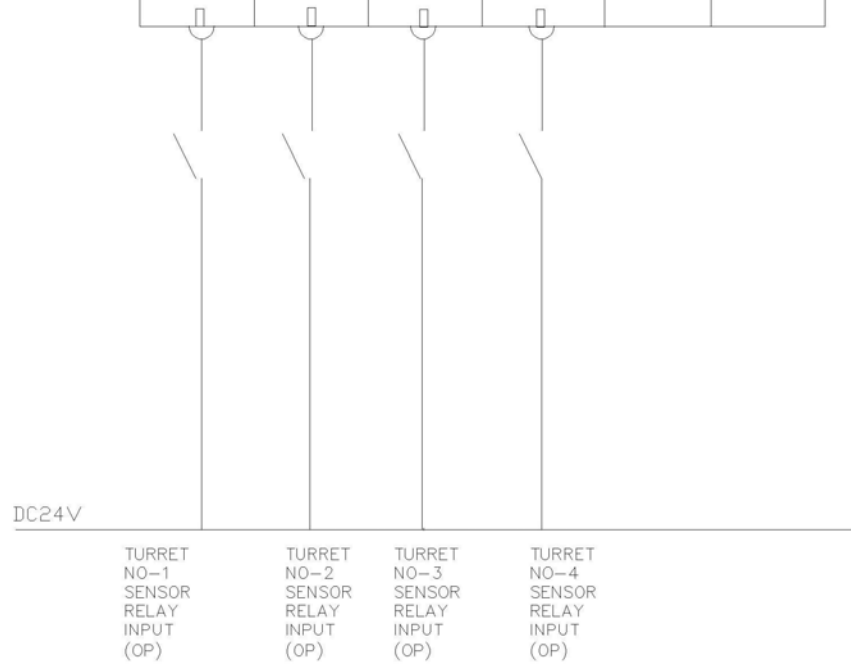 DC24V
TURRET
NO-1
SENSOR
RELAY
INPUT
(OP)
TURRET
NO-2
SENSOR
RELAY
INPUT
(OP)
TURRET
NO-3
SENSOR
RELAY
INPUT
(OP)
TURRET
NO-4
SENSOR
RELAY
INPUT
(OP)